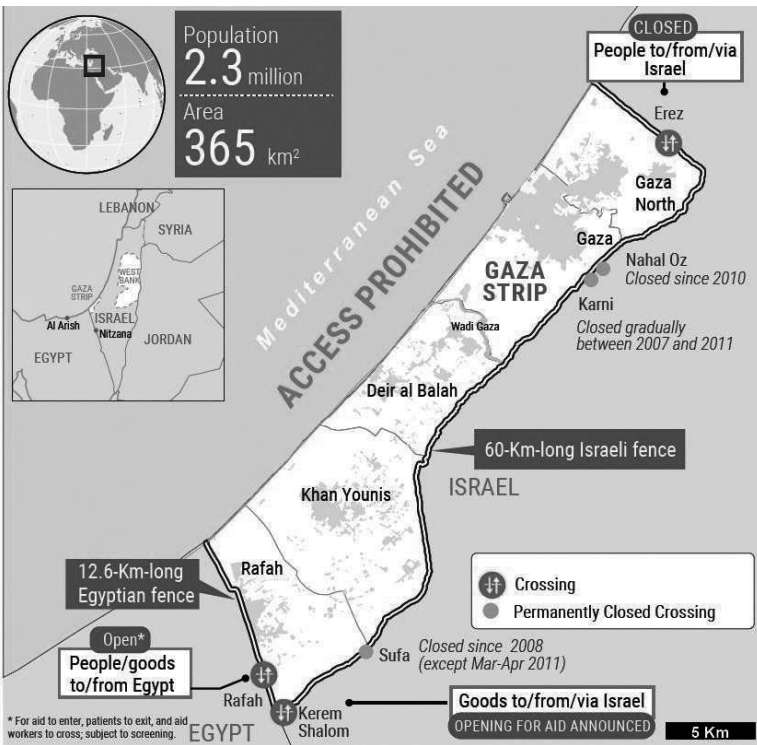 Population
2.3 million
Area
365 km²
CLOSED
People to/from/via
Israel
Erez
Gaza
North
LEBANON
SYRIA
WEST
BANK
GAZA
STRIP
ISRAEL
Al Arish
Nitzana
JORDAN
EGYPT
Mediterranean Sea
ACCESS PROHIBITED
GAZA
STRIP
Gaza
Nahal Oz
Closed since 2010
Karni
Closed gradually
between 2007 and 2011
Wadi Gaza
Deir al Balah
60-Km-long Israeli fence
ISRAEL
Khan Younis
Rafah
12.6-Km-long
Egyptian fence
Crossing
Permanently Closed Crossing
Open*
People/goods
to/from Egypt
Rafah
Sufa
Closed since 2008
(except Mar-Apr 2011)
Kerem
Shalom
Goods to/from/via Israel
OPENING FOR AID ANNOUNCED
* For aid to enter, patients to exit, and aid
workers to cross; subject to screening.
EGYPT
5 Km